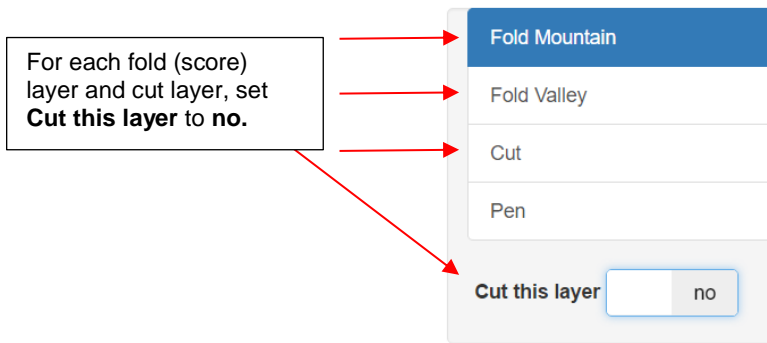 For each fold (score)
layer and cut layer, set
Cut this layer to no.
Fold Mountain
Fold Valley
Cut
Pen
Cut this layer no